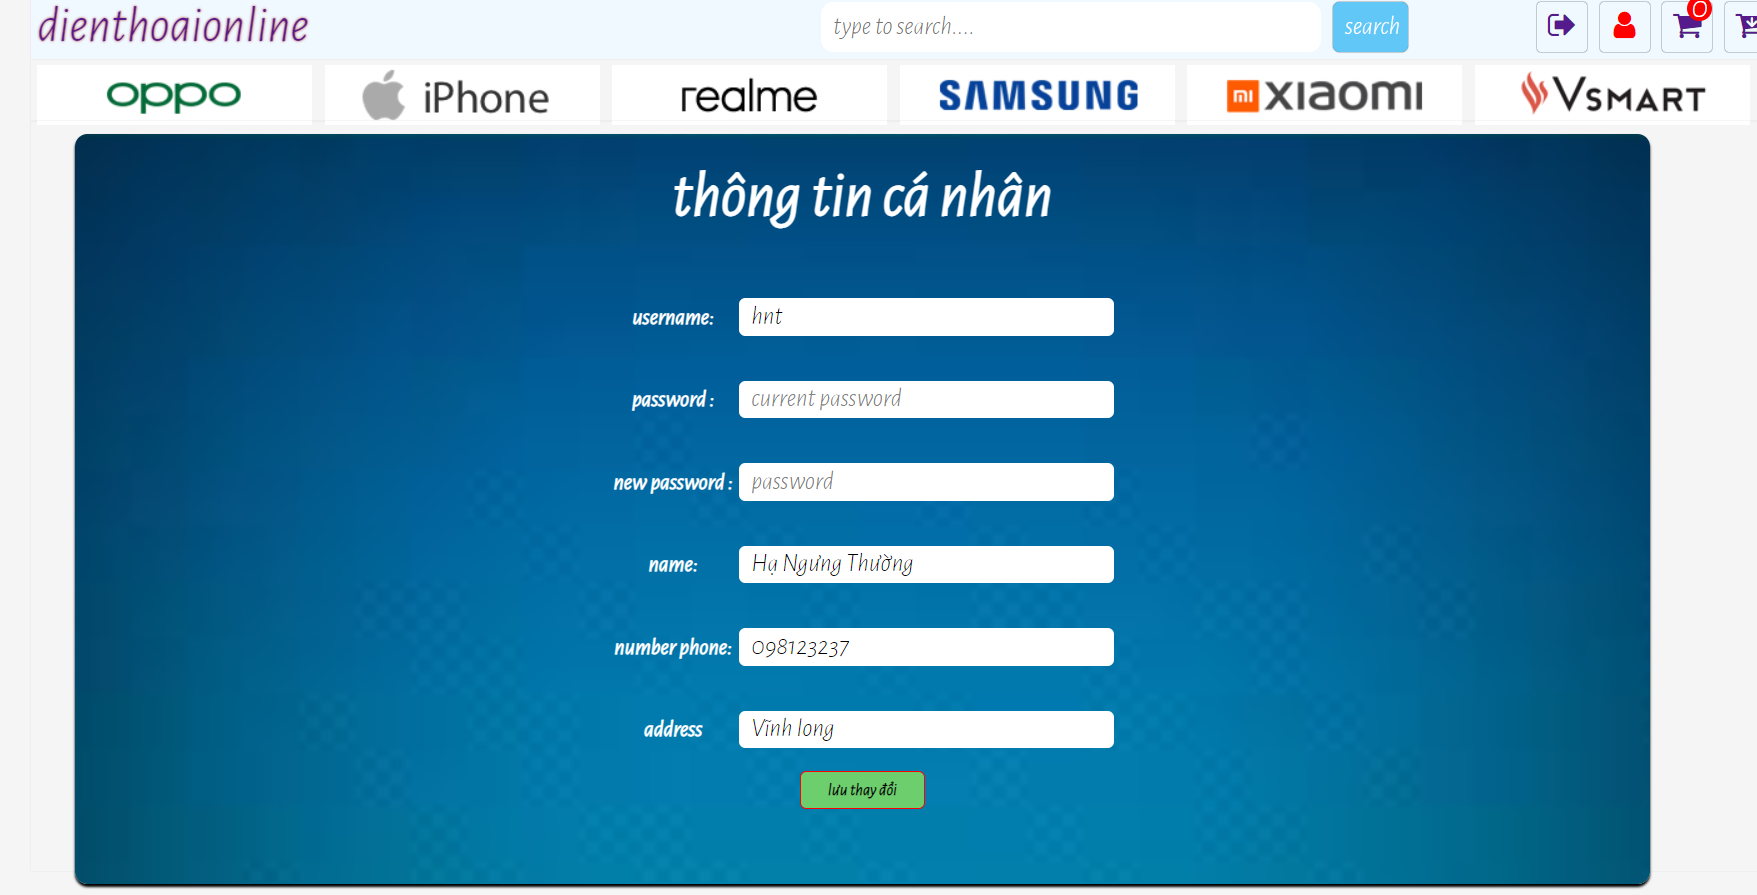 dienthoaionline
type to search....
search
0
oppo
iPhone
realme
SAMSUNG
mi xiaomi
VSMART
thông tin cá nhân
username: hnt
password : current password
new password : password
name: Hạ Ngưng Thường
number phone: 098123237
address Vĩnh long
lưu thay đổi